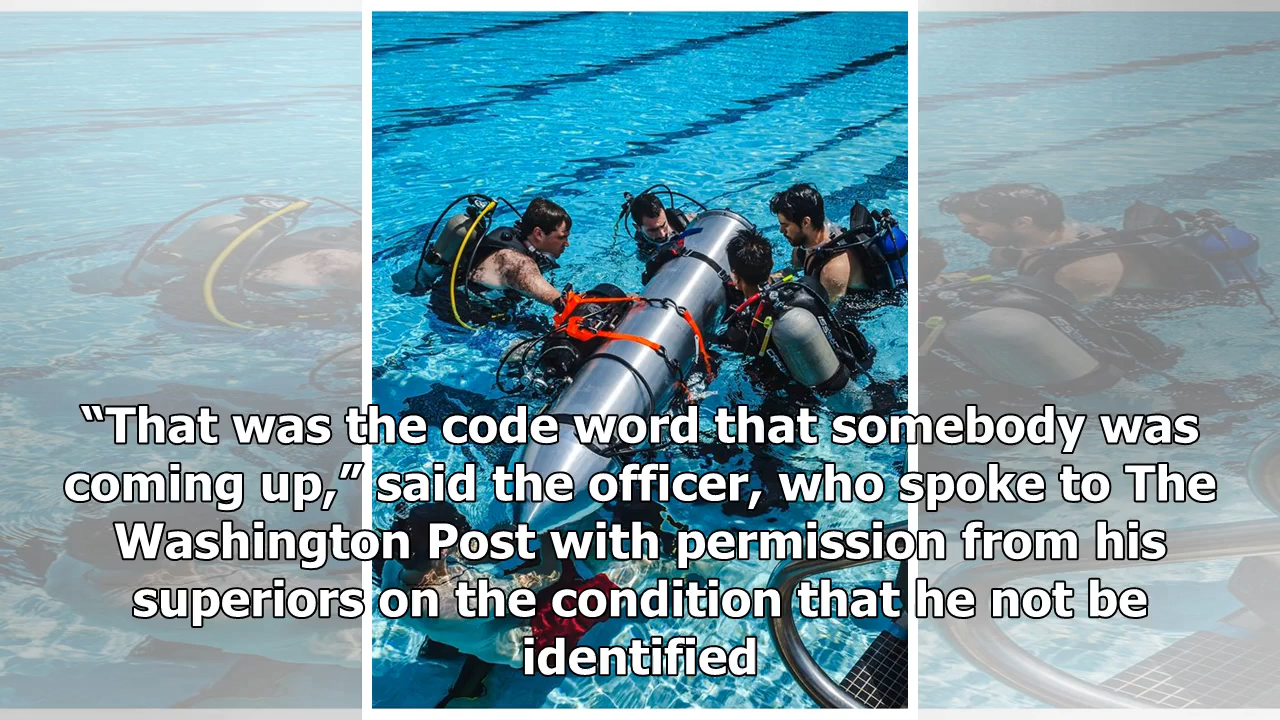 “That was the code word that somebody was
coming up,” said the officer, who spoke to The
Washington Post with permission from his
superiors on the condition that he not be
identified